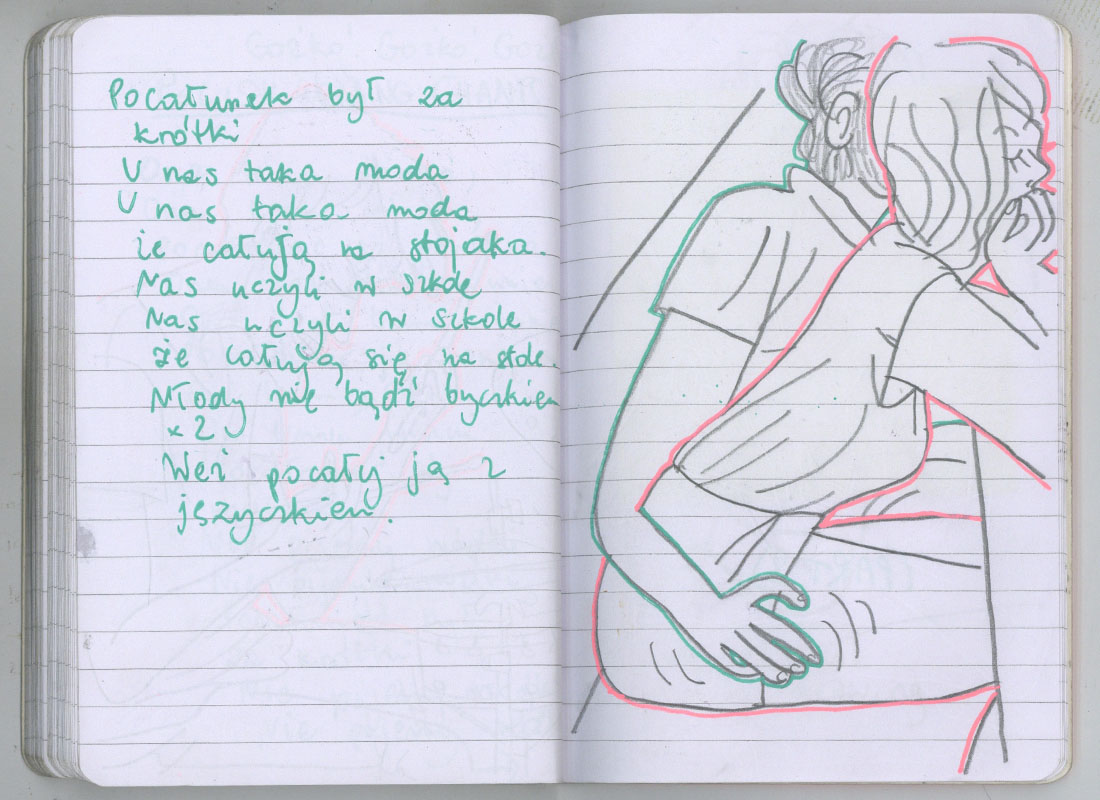 Pocałunek był za
krótki
U nas taka moda
U nas taka moda
że całują na stojaka.
Nas uczyli w szkole
Nas uczyli w szkole
że całują się na stole.
Młody nie bądź byczkiem
x2
Weź pocałuj ją z
języczkiem.